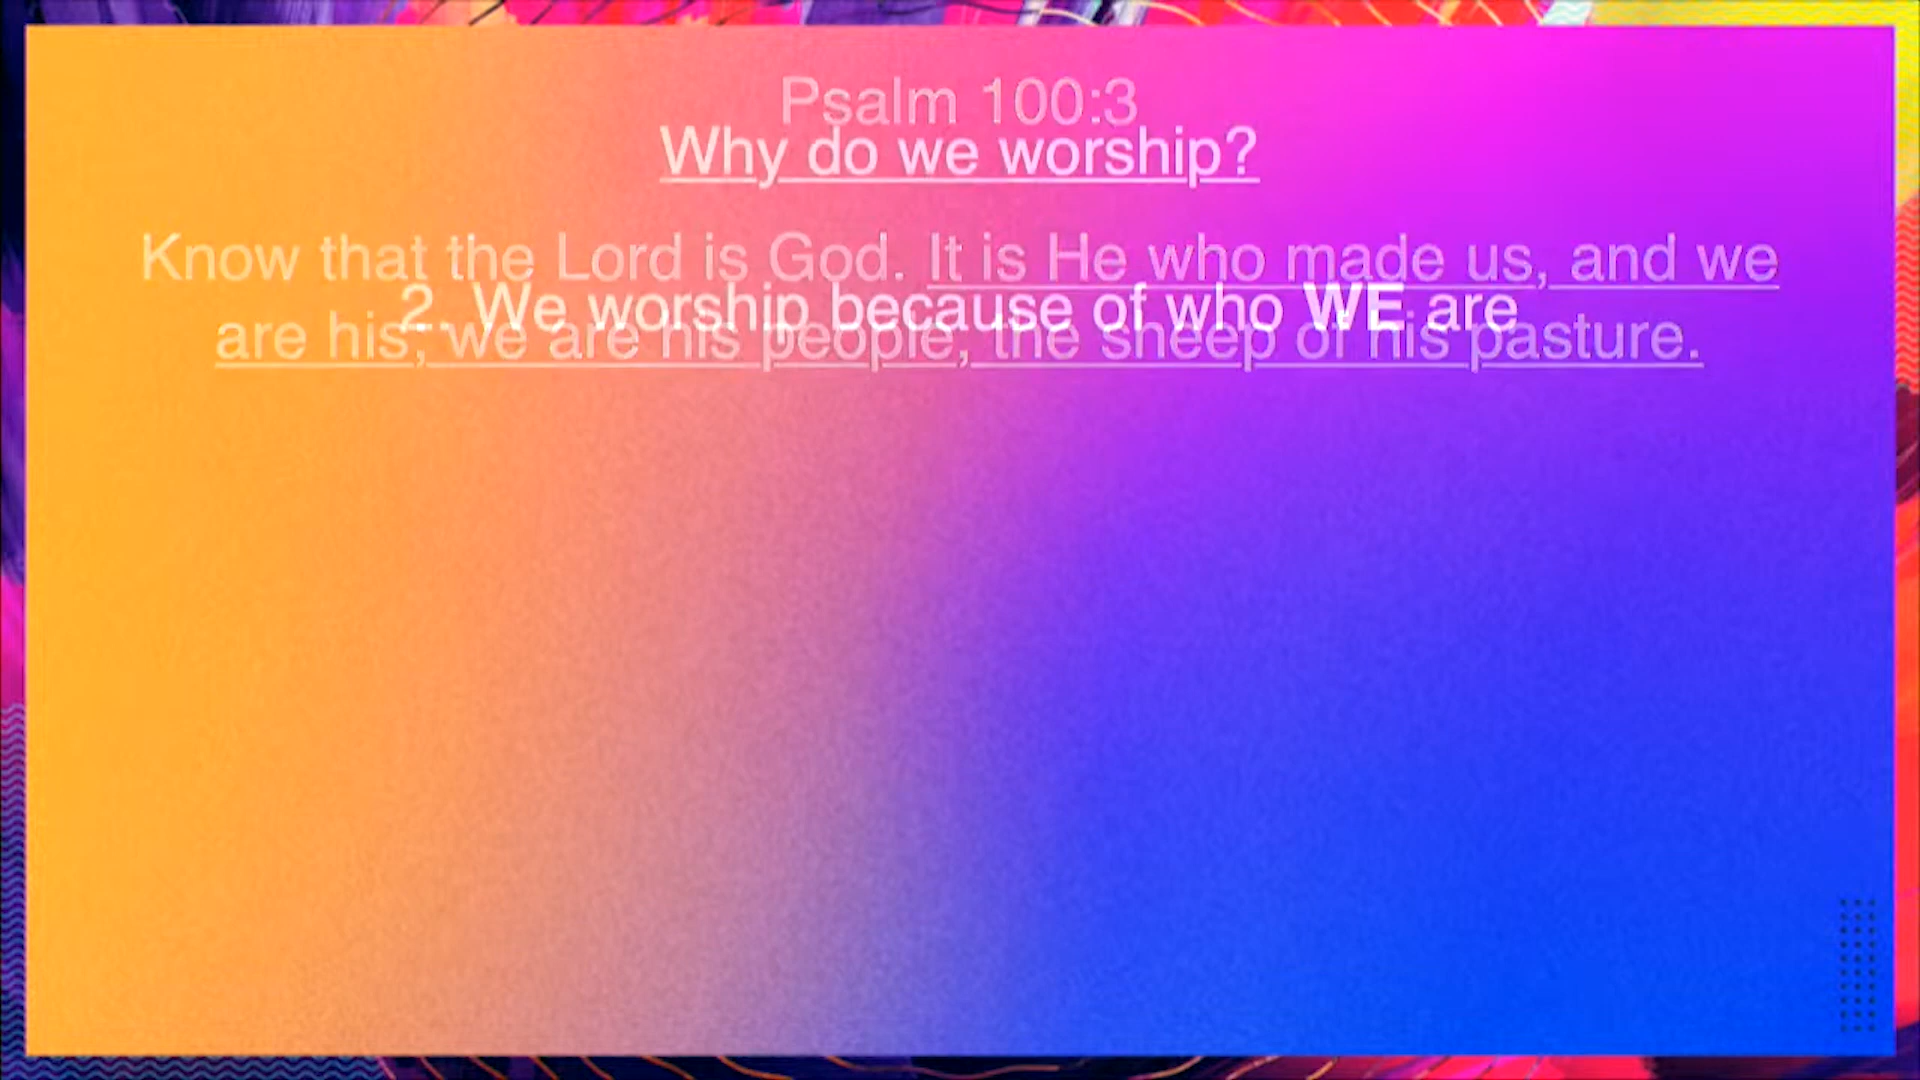 Psalm 100:3
Why do we worship?
Know that the Lord is God. It is He who made us, and we
2. We worship because of who WE are
are his; we are his people, the sheep of his pasture.